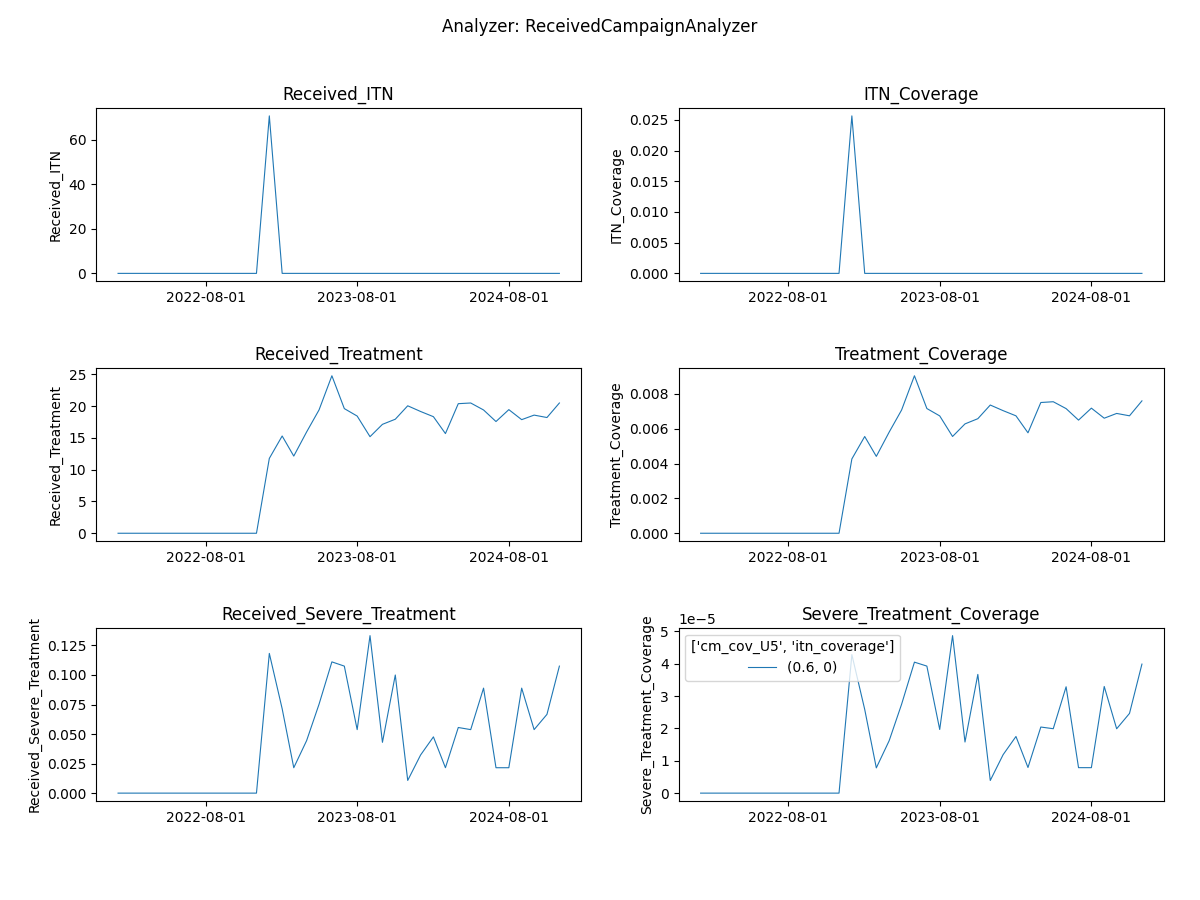 Analyzer: ReceivedCampaignAnalyzer
Received_ITN
Received_ITN
60
40
20
0
2022-08-01 2023-08-01 2024-08-01
ITN_Coverage
ITN_Coverage
0.025
0.020
0.015
0.010
0.005
0.000
2022-08-01 2023-08-01 2024-08-01
Received_Treatment
Received_Treatment
25
20
15
10
5
0
2022-08-01 2023-08-01 2024-08-01
Treatment_Coverage
Treatment_Coverage
0.008
0.006
0.004
0.002
0.000
2022-08-01 2023-08-01 2024-08-01
Received_Severe_Treatment
Received_Severe_Treatment
0.125
0.100
0.075
0.050
0.025
0.000
2022-08-01 2023-08-01 2024-08-01
Severe_Treatment_Coverage
1e−5
Severe_Treatment_Coverage
5
4
3
2
1
0
['cm_cov_U5', 'itn_coverage']
(0.6, 0)
2022-08-01 2023-08-01 2024-08-01